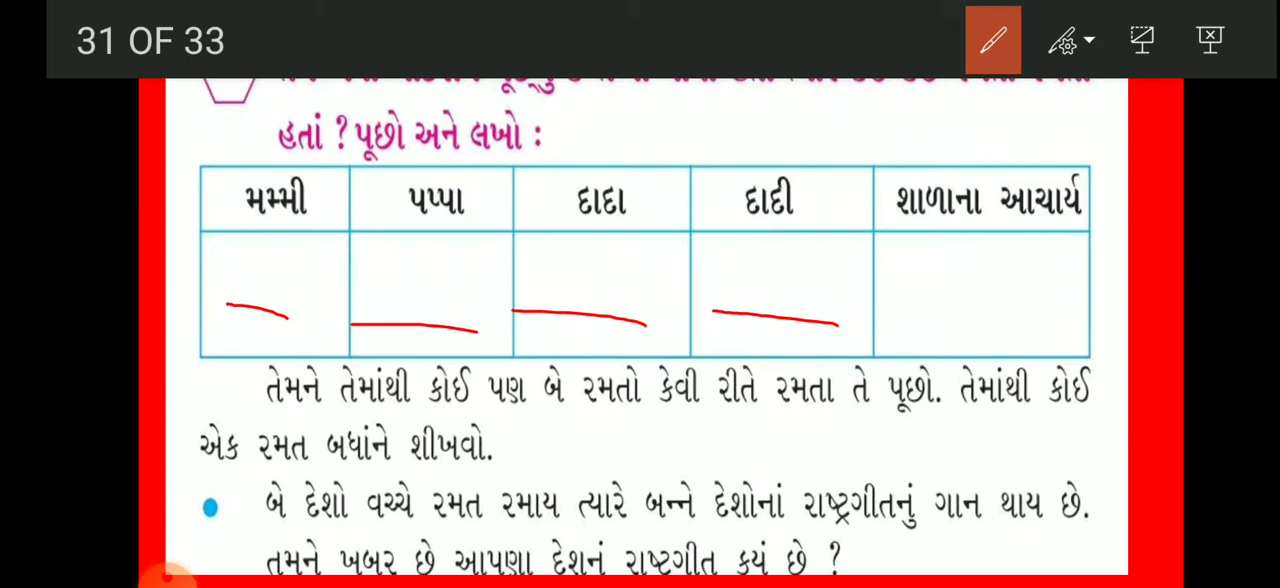 31 OF 33
હતાં ? પૂછો અને લખો :
મમ્મી પપ્પા દાદા દાદી શાળાના આચાર્ય
તેમને તેમાંથી કોઈ પણ બે રમતો કેવી રીતે રમતા તે પૂછો. તેમાંથી કોઈ
એક રમત બધાંને શીખવો.
બે દેશો વચ્ચે રમત રમાય ત્યારે બન્ને દેશોનાં રાષ્ટ્રગીતનું ગાન થાય છે.
તમને ખબર છે આપણા દેશનું રાષ્ટ્રગીત કયું છે ?